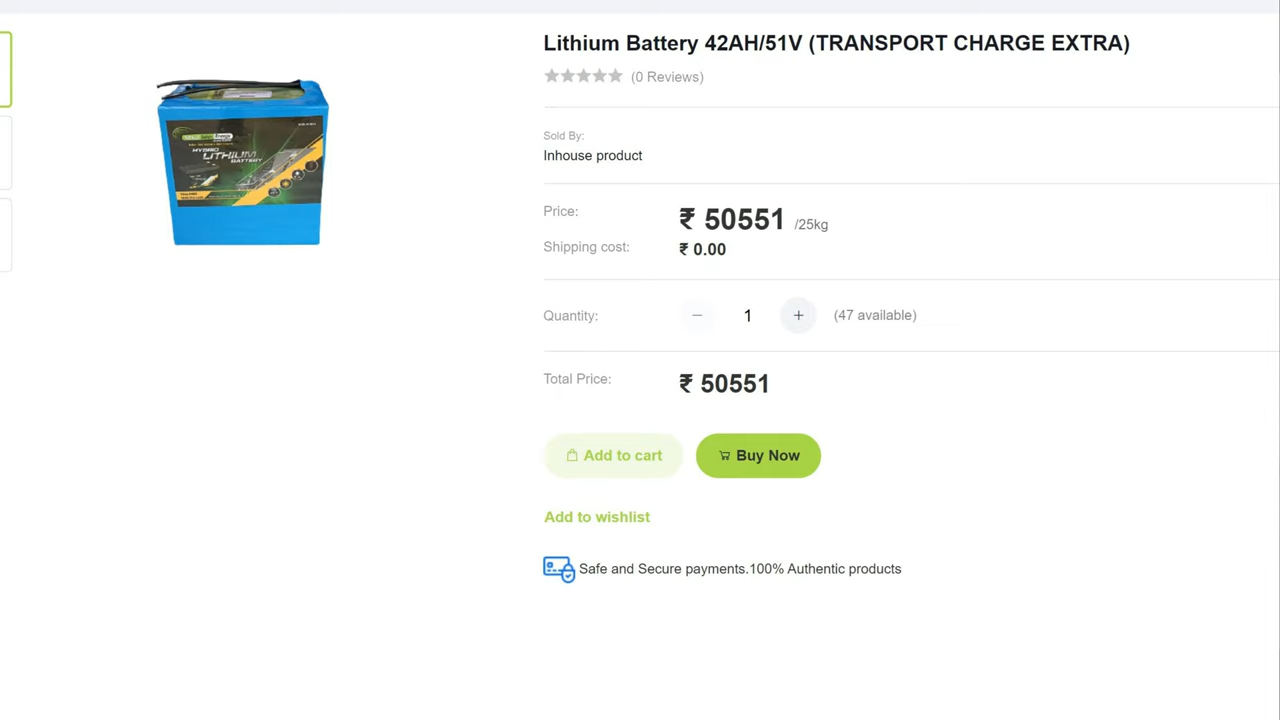 Lithium Battery 42AH/51V (TRANSPORT CHARGE EXTRA)
(0 Reviews)
Sold By:
Inhouse product
Price:
₹ 50551 /25kg
Shipping cost:
₹ 0.00
Quantity:
− 1 + (47 available)
Total Price:
₹ 50551
Add to cart
Buy Now
Add to wishlist
Safe and Secure payments.100% Authentic products
HYBRID
LITHIUM
BATTERY